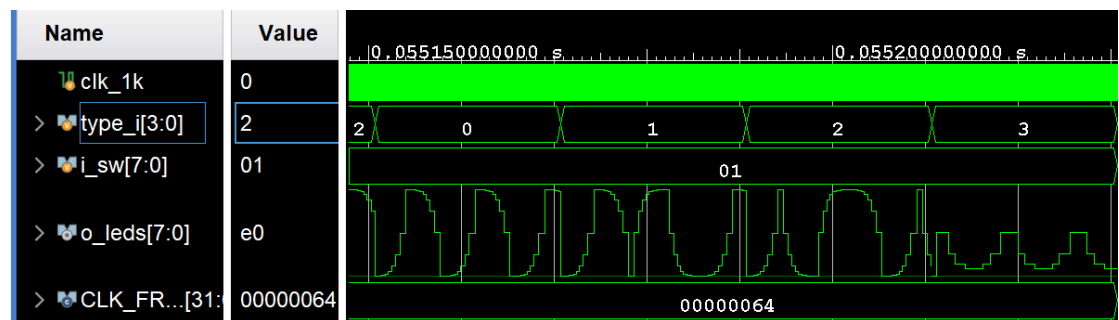 Name Value
0.055150000000 s 0.055200000000 s
clk_1k 0
type_i[3:0] 2 2 0 1 2 3
i_sw[7:0] 01 01
o_leds[7:0] e0
CLK_FR...[31: 00000064 00000064